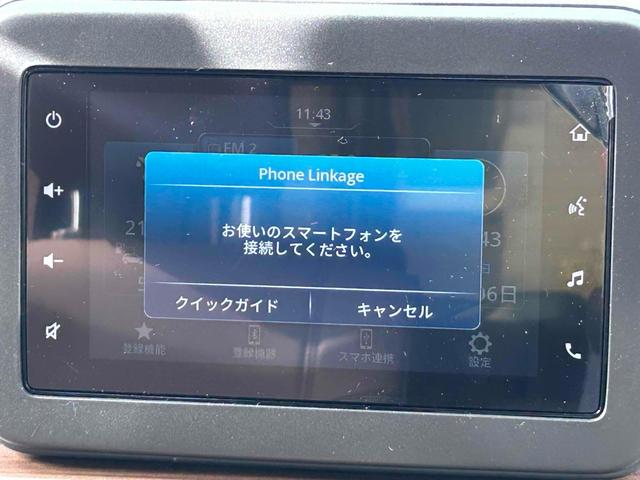 11:43
FM 2
Phone Linkage
お使いのスマートフォンを
接続してください。
クイックガイド
キャンセル
登録機能
登録機器
スマホ連携
設定